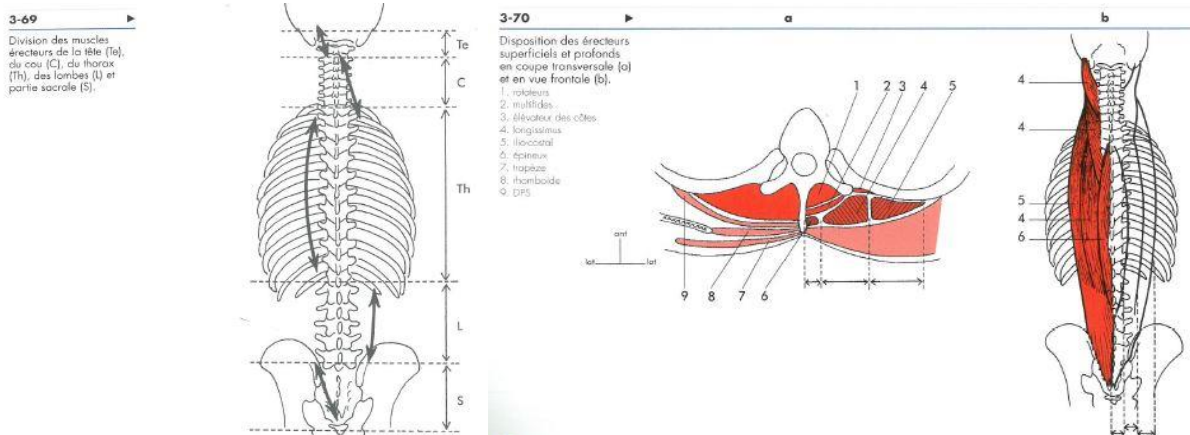 3-69
Division des muscles
érecteurs de la tête (Te),
du cou (C), du thorax
(Th), des lombes (L) et
partie sacrale (S).
Te
C
Th
L
S
3-70
a
b
Disposition des érecteurs
superficiels et profonds
en coupe transversale (a)
et en vue frontale (b).
1. rotateurs
2. multifides
3. élévateur des côtes
4. longissimus
5. ilio-costal
6. épineux
7. trapèze
8. rhomboïde
9. DPS
1 2 3 4 5
ant
lat lat
9 8 7 6
4
4
5
4
6